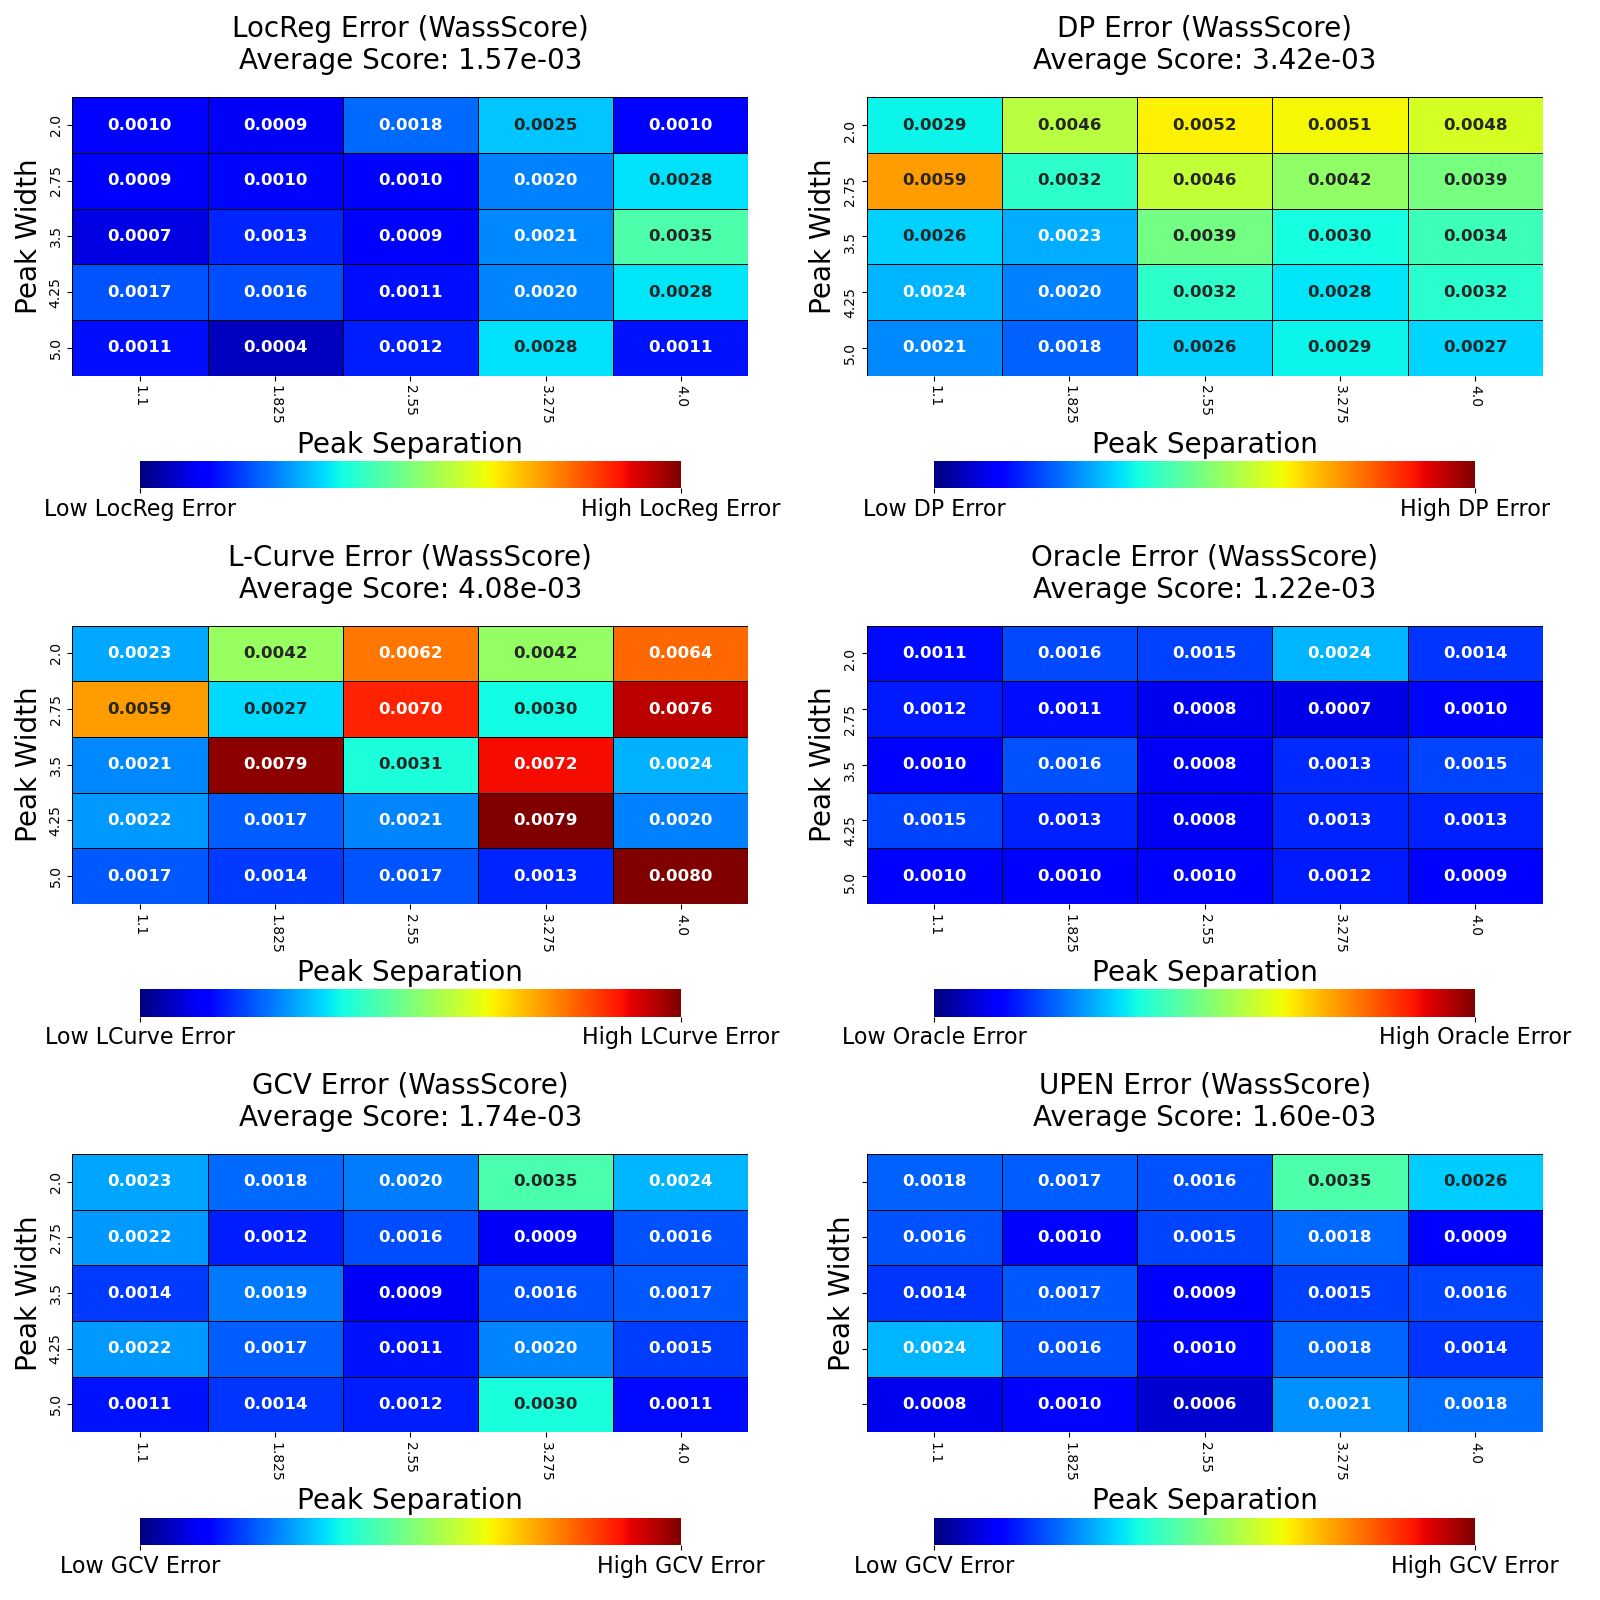 LocReg Error (WassScore)
Average Score: 1.57e-03
Peak Width
2.0 0.0010 0.0009 0.0018 0.0025 0.0010
2.75 0.0009 0.0010 0.0010 0.0020 0.0028
3.5 0.0007 0.0013 0.0009 0.0021 0.0035
4.25 0.0017 0.0016 0.0011 0.0020 0.0028
5.0 0.0011 0.0004 0.0012 0.0028 0.0011
1.1 1.825 2.55 3.275 4.0
Peak Separation
Low LocReg Error High LocReg Error
DP Error (WassScore)
Average Score: 3.42e-03
Peak Width
2.0 0.0029 0.0046 0.0052 0.0051 0.0048
2.75 0.0059 0.0032 0.0046 0.0042 0.0039
3.5 0.0026 0.0023 0.0039 0.0030 0.0034
4.25 0.0024 0.0020 0.0032 0.0028 0.0032
5.0 0.0021 0.0018 0.0026 0.0029 0.0027
1.1 1.825 2.55 3.275 4.0
Peak Separation
Low DP Error High DP Error
L-Curve Error (WassScore)
Average Score: 4.08e-03
Peak Width
2.0 0.0023 0.0042 0.0062 0.0042 0.0064
2.75 0.0059 0.0027 0.0070 0.0030 0.0076
3.5 0.0021 0.0079 0.0031 0.0072 0.0024
4.25 0.0022 0.0017 0.0021 0.0079 0.0020
5.0 0.0017 0.0014 0.0017 0.0013 0.0080
1.1 1.825 2.55 3.275 4.0
Peak Separation
Low LCurve Error High LCurve Error
Oracle Error (WassScore)
Average Score: 1.22e-03
Peak Width
2.0 0.0011 0.0016 0.0015 0.0024 0.0014
2.75 0.0012 0.0011 0.0008 0.0007 0.0010
3.5 0.0010 0.0016 0.0008 0.0013 0.0015
4.25 0.0015 0.0013 0.0008 0.0013 0.0013
5.0 0.0010 0.0010 0.0010 0.0012 0.0009
1.1 1.825 2.55 3.275 4.0
Peak Separation
Low Oracle Error High Oracle Error
GCV Error (WassScore)
Average Score: 1.74e-03
Peak Width
2.0 0.0023 0.0018 0.0020 0.0035 0.0024
2.75 0.0022 0.0012 0.0016 0.0009 0.0016
3.5 0.0014 0.0019 0.0009 0.0016 0.0017
4.25 0.0022 0.0017 0.0011 0.0020 0.0015
5.0 0.0011 0.0014 0.0012 0.0030 0.0011
1.1 1.825 2.55 3.275 4.0
Peak Separation
Low GCV Error High GCV Error
UPEN Error (WassScore)
Average Score: 1.60e-03
Peak Width
0.0018 0.0017 0.0016 0.0035 0.0026
0.0016 0.0010 0.0015 0.0018 0.0009
0.0014 0.0017 0.0009 0.0015 0.0016
0.0024 0.0016 0.0010 0.0018 0.0014
0.0008 0.0010 0.0006 0.0021 0.0018
1.1 1.825 2.55 3.275 4.0
Peak Separation
Low GCV Error High GCV Error